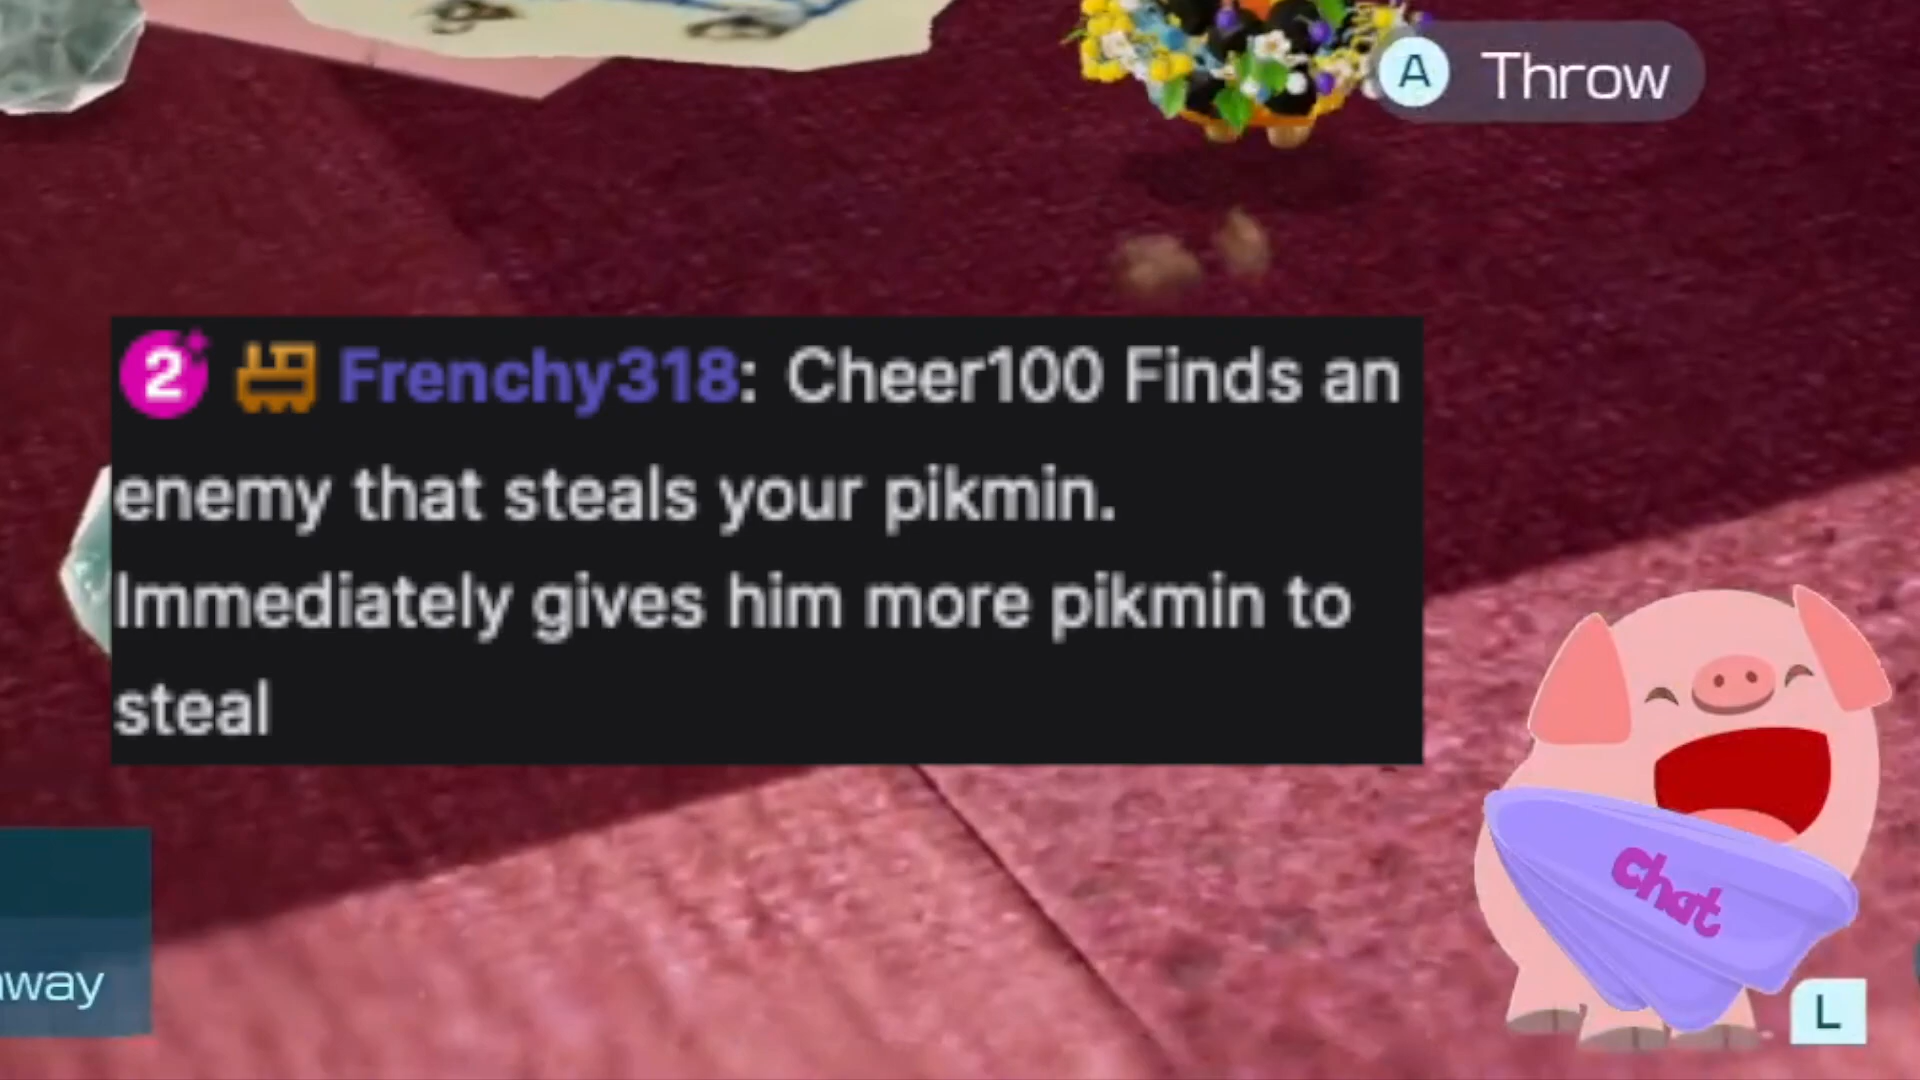 A Throw
2 Frenchy318: Cheer100 Finds an
enemy that steals your pikmin.
Immediately gives him more pikmin to
steal
Chat
way
L